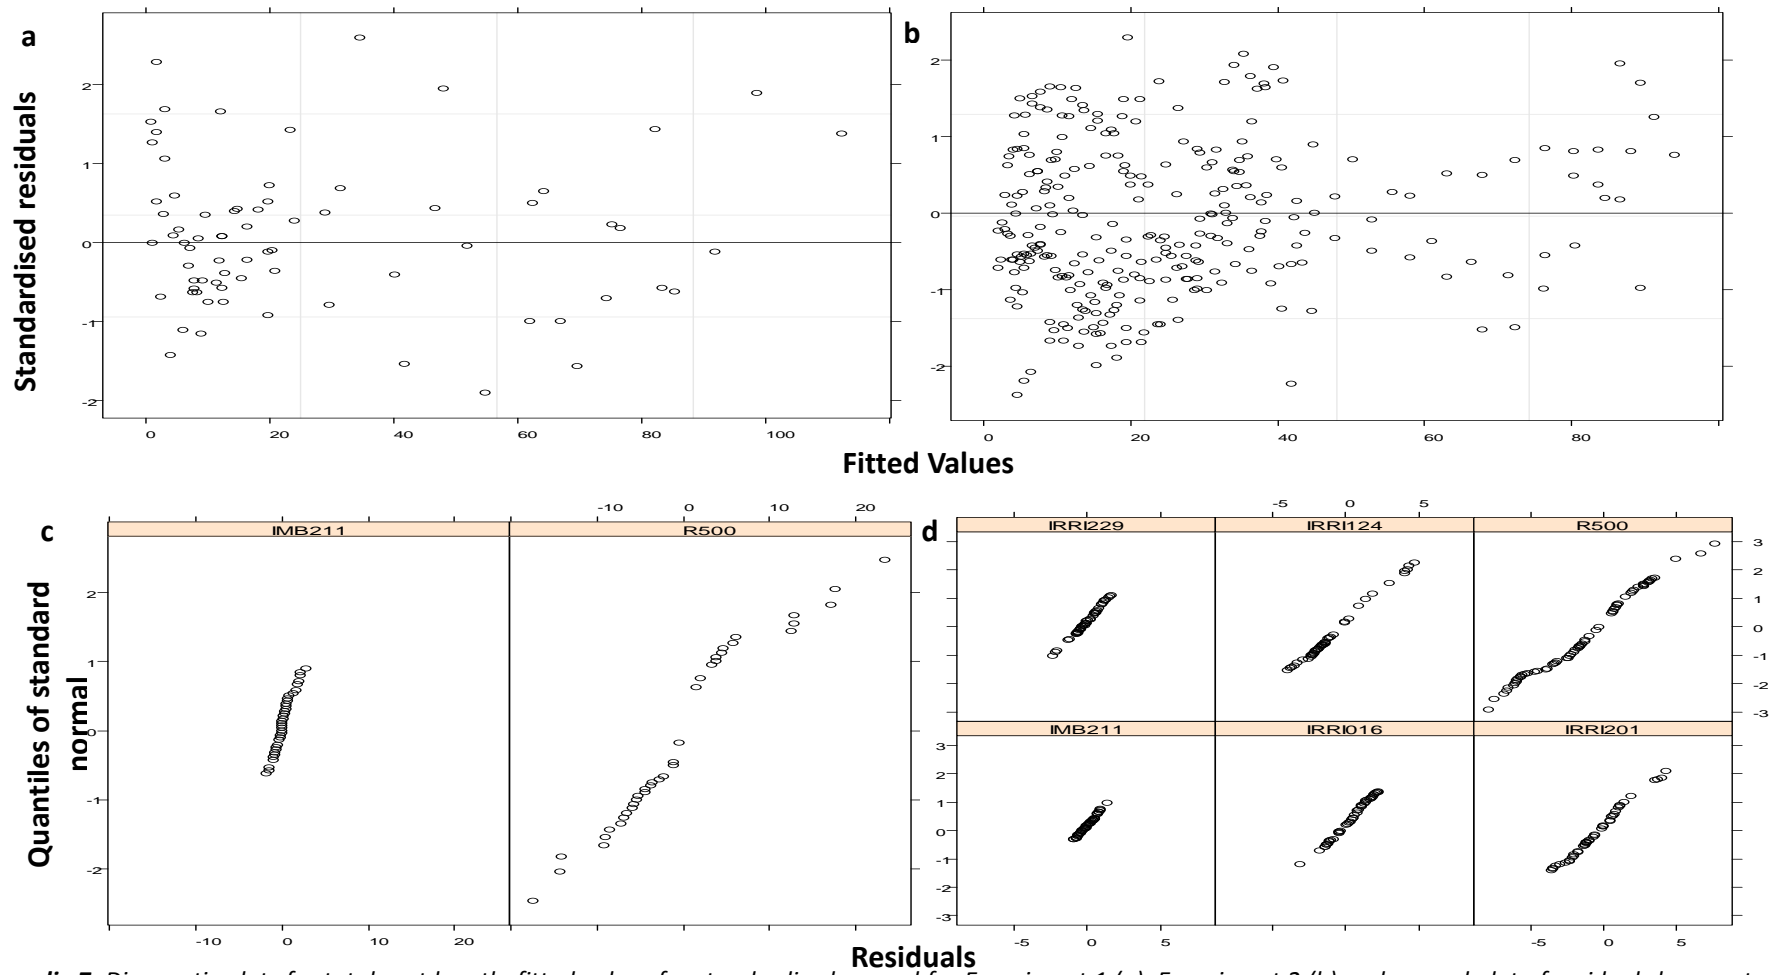 a
b
Standardised residuals
2
1
0
-1
-2
0 20 40 60 80 100
2
1
0
-1
-2
0 20 40 60 80
Fitted Values
c
-10 0 10 20
IMB211 R500
Quantiles of standard
normal
2
1
0
-1
-2
-10 0 10 20
d
-5 0 5
IRRI229 IRRI124 R500
3
2
1
0
-1
-2
-3
IMB211 IRRI016 IRRI201
3
2
1
0
-1
-2
-3
-5 0 5 -5 0 5
Residuals